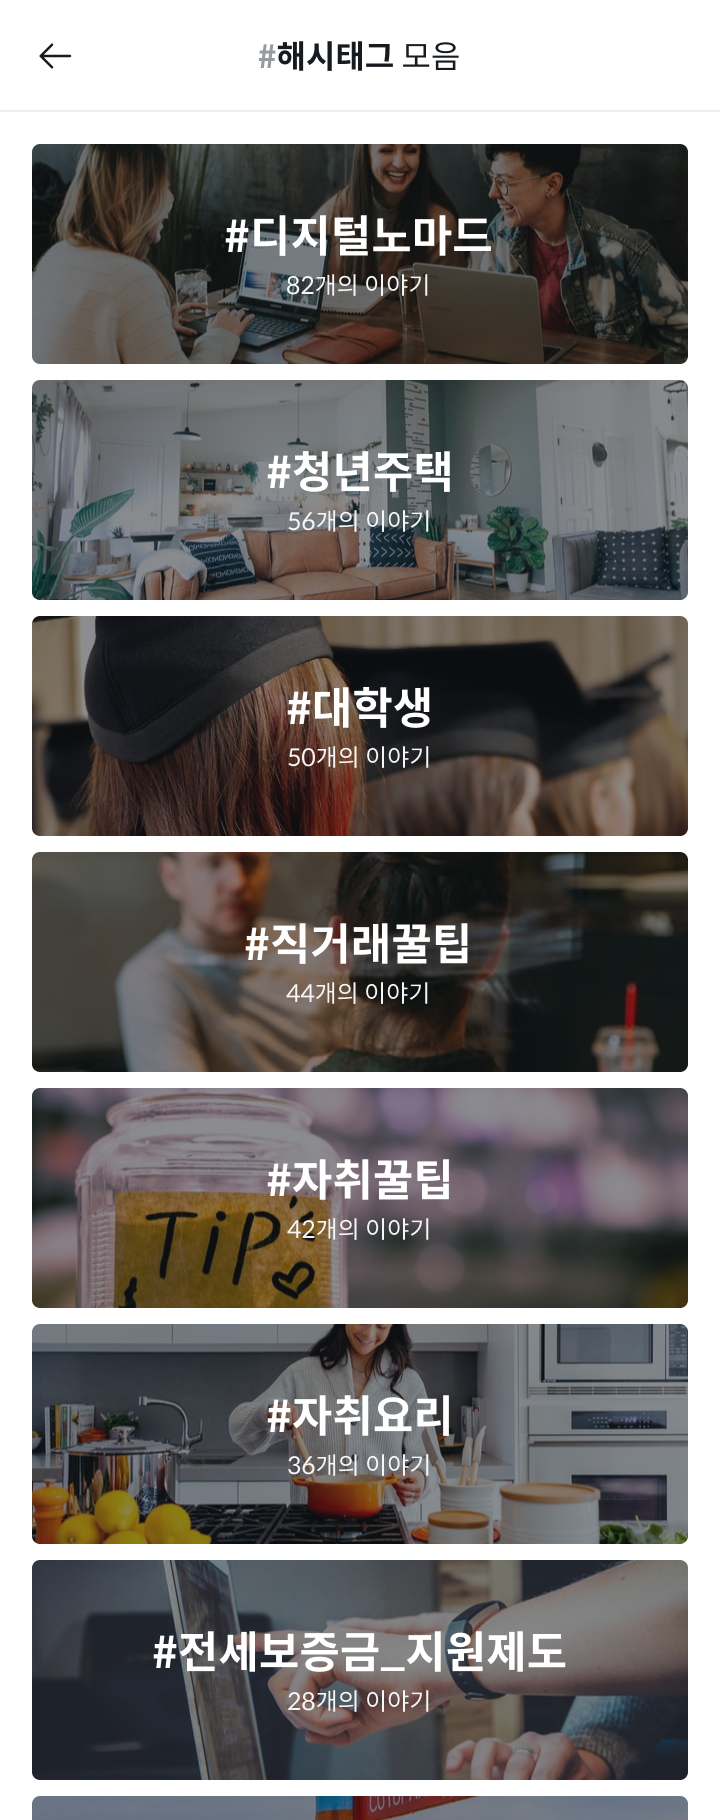 #해시태그 모음
#디지털노마드
82개의 이야기
#청년주택
56개의 이야기
#대학생
50개의 이야기
#직거래꿀팁
44개의 이야기
#자취꿀팁
42개의 이야기
TiP's
#자취요리
36개의 이야기
#전세보증금_지원제도
28개의 이야기